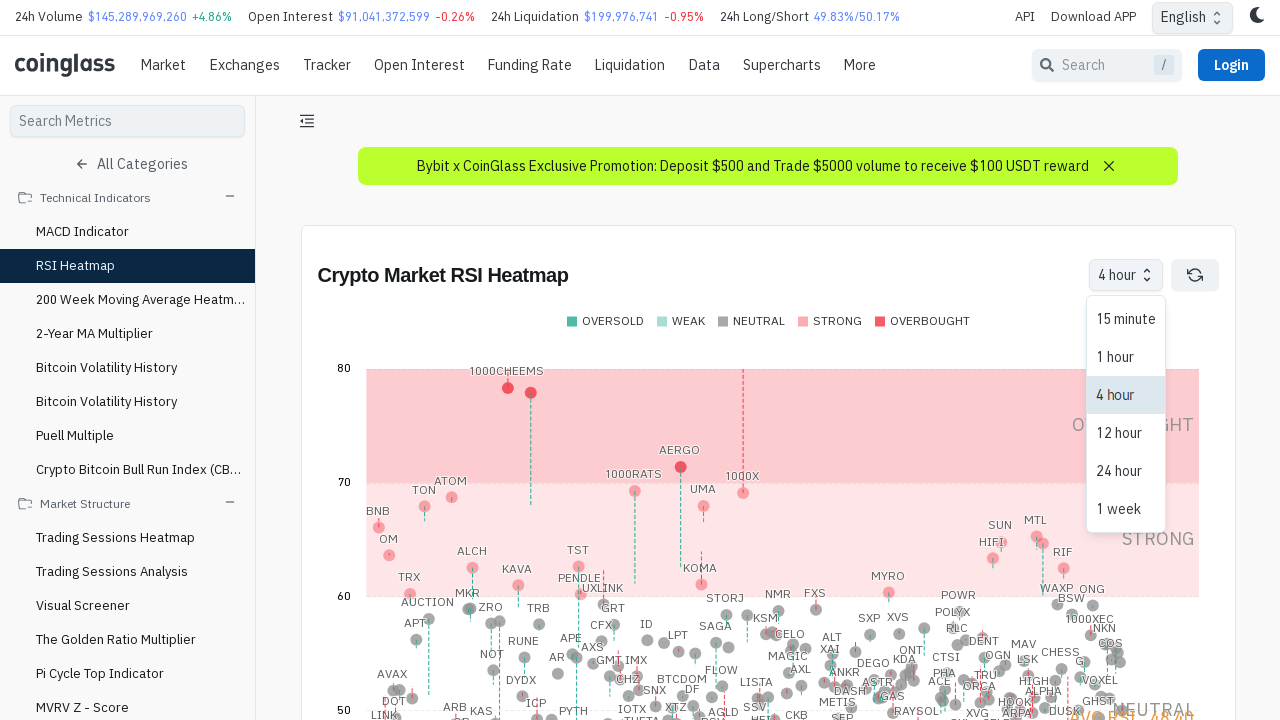 24h Volume $145,289,969,260 +4.86% Open Interest $91,041,372,599 -0.26% 24h Liquidation $199,976,741 -0.95% 24h Long/Short 49.83%/50.17% API Download APP English
coinglass Market Exchanges Tracker Open Interest Funding Rate Liquidation Data Supercharts More Search / Login
Search Metrics
All Categories
Technical Indicators
MACD Indicator
RSI Heatmap
200 Week Moving Average Heatm...
2-Year MA Multiplier
Bitcoin Volatility History
Bitcoin Volatility History
Puell Multiple
Crypto Bitcoin Bull Run Index (CB...
Market Structure
Trading Sessions Heatmap
Trading Sessions Analysis
Visual Screener
The Golden Ratio Multiplier
Pi Cycle Top Indicator
MVRV Z - Score
Bybit x CoinGlass Exclusive Promotion: Deposit $500 and Trade $5000 volume to receive $100 USDT reward
Crypto Market RSI Heatmap
4 hour
15 minute
1 hour
4 hour
12 hour
24 hour
1 week
OVERSOLD WEAK NEUTRAL STRONG OVERBOUGHT
80
70
60
50
STRONG
NEUTRAL
1000CHEEMS
AERGO
1000RATS
1000X
ATOM
TON
UMA
BNB
OM
SUN
MTL
HIFI
RIF
ALCH
TST
KAVA
KOMA
PENDLE
TRX
UXLINK
MYRO
WAXP
ONG
MKR
AUCTION
ZRO
TRB
GRT
STORJ
NMR
FXS
POWR
BSW
APT
CFX
ID
SAGA
KSM
SXP
XVS
POLYX
1000XEC
RLC
NKN
RUNE
APE
AXS
LPT
CELO
ALT
XAI
DENT
MAV
COS
NOT
AR
GMT
IMX
MAGIC
ONT
CTSI
OGN
LSK
CHESS
AVAX
DYDX
CHZ
BTCDOM
FLOW
AXL
ANKR
DEGO
KDA
PHA
TRU
GHST
DOT
ICP
SNX
DF
LISTA
DASH
ASTR
ACE
ORCA
HIGH
ALPHA
VOXEL
LINK
ARB
KAS
PYTH
IOTX
XTZ
AGLD
SSV
CKB
METIS
GAS
RAYSOL
XVG
HOOK
DUSK